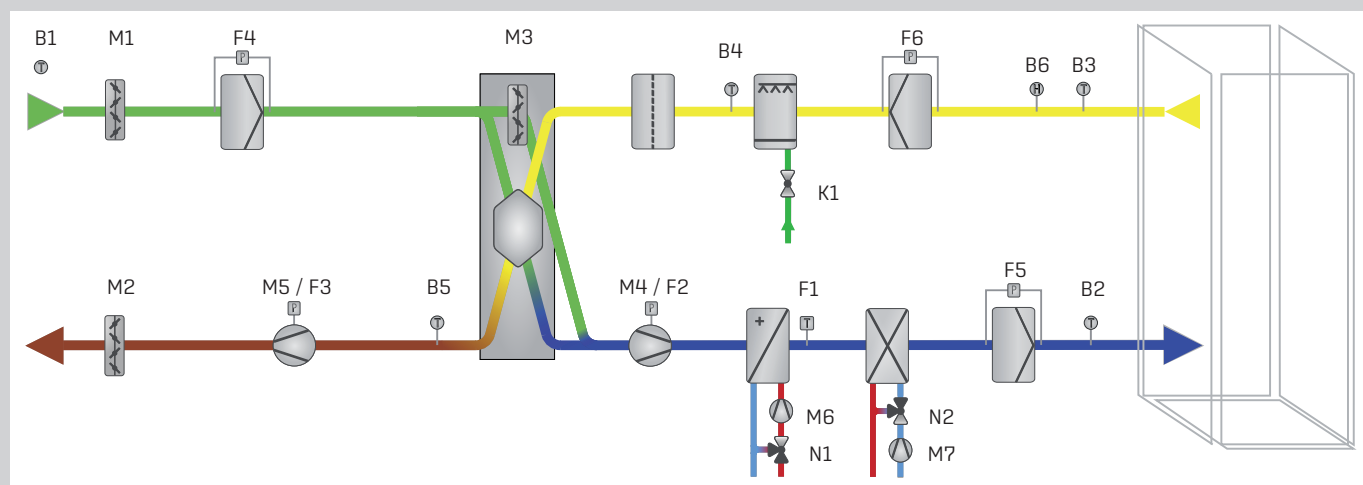 B1 M1 F4 M3 B4 F6 B6 B3
T P T P H T
K1
M2 M5 / F3 B5 M4 / F2 F1 F5 B2
P T P T P T
+
M6 N2
N1 M7